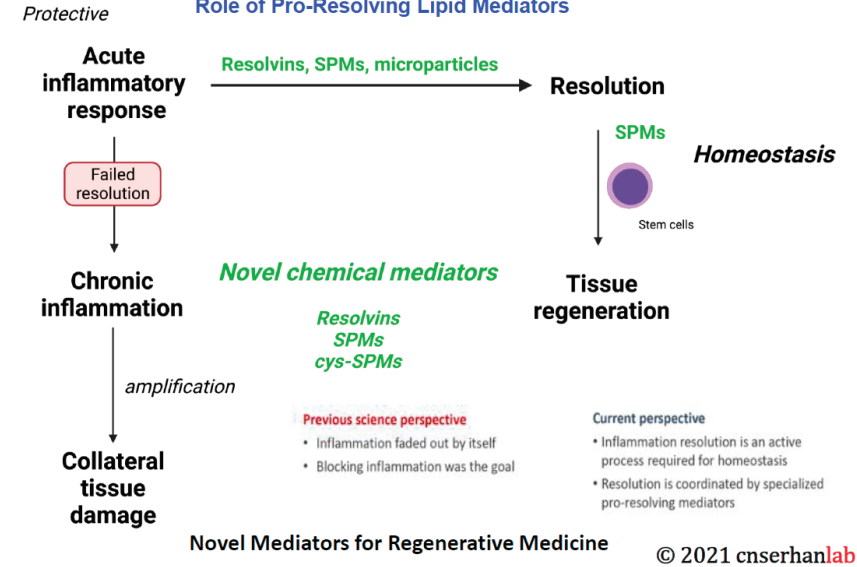 Role of Pro-Resolving Lipid Mediators
Protective
Acute
inflammatory
response
Resolvins, SPMs, microparticles
Resolution
SPMs
Homeostasis
Failed
resolution
Stem cells
Chronic
inflammation
Novel chemical mediators
Tissue
regeneration
Resolvins
SPMs
cys-SPMs
amplification
Previous science perspective
• Inflammation faded out by itself
• Blocking inflammation was the goal
Current perspective
• Inflammation resolution is an active
process required for homeostasis
• Resolution is coordinated by specialized
pro-resolving mediators
Collateral
tissue
damage
Novel Mediators for Regenerative Medicine
© 2021 cnserhanlab